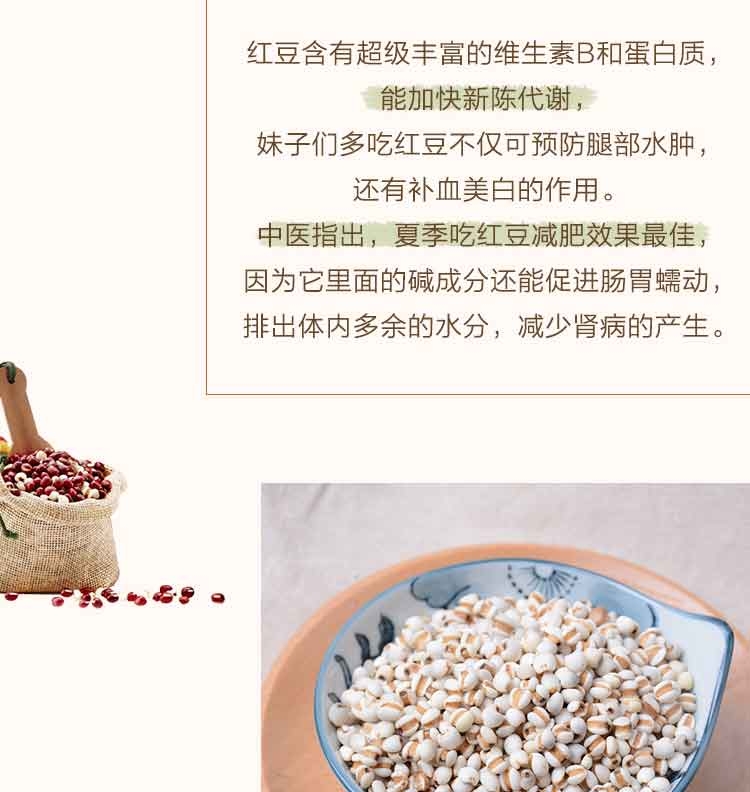 红豆含有超级丰富的维生素B和蛋白质，
能加快新陈代谢，
妹子们多吃红豆不仅可预防腿部水肿，
还有补血美白的作用。
中医指出，夏季吃红豆减肥效果最佳，
因为它里面的碱成分还能促进肠胃蠕动，
排出体内多余的水分，减少肾病的产生。